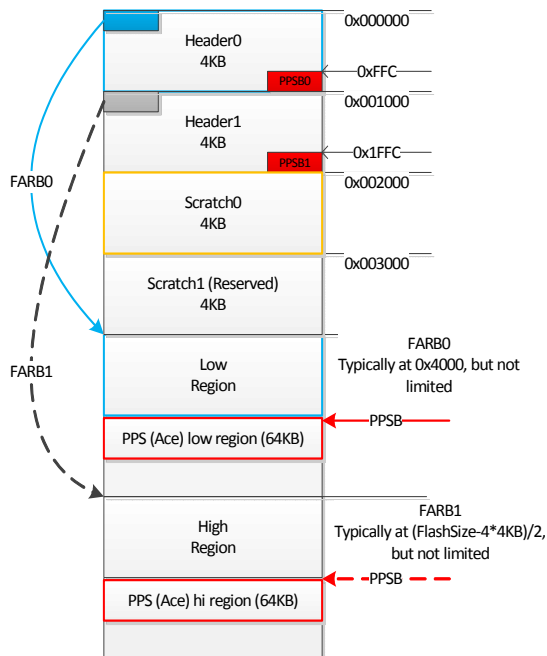 0x000000
Header0
4KB
0xFFC
PPSB0
0x001000
Header1
4KB
0x1FFC
PPSB1
0x002000
FARB0
Scratch0
4KB
0x003000
Scratch1 (Reserved)
4KB
FARB0
Typically at 0x4000, but not
limited
Low
Region
FARB1
PPSB
PPS (Ace) low region (64KB)
FARB1
Typically at (FlashSize-4*4KB)/2,
but not limited
High
Region
PPSB
PPS (Ace) hi region (64KB)